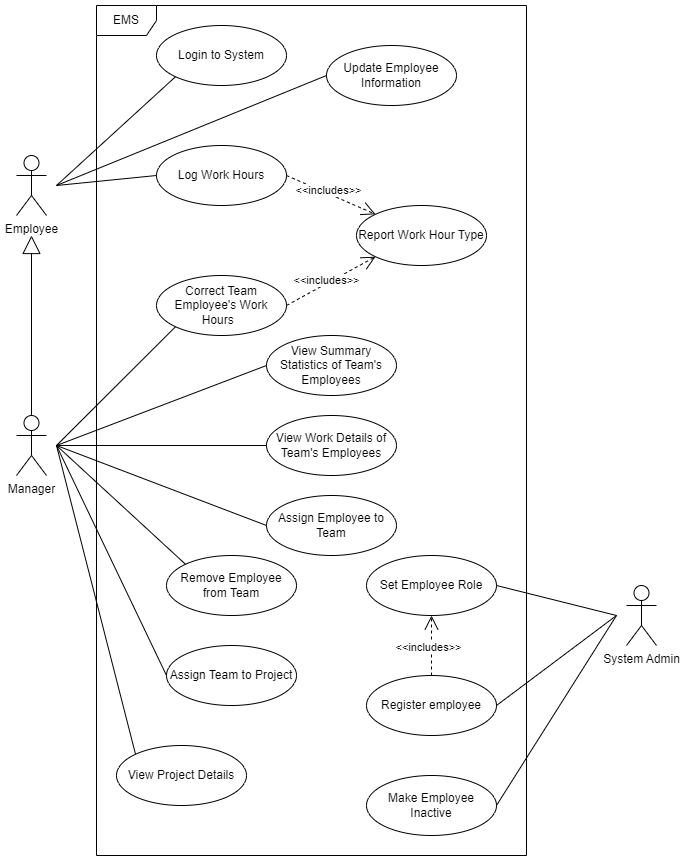 EMS
Login to System
Update Employee
Information
Log Work Hours
<<includes>>
Employee
Report Work Hour Type
<<includes>>
Correct Team
Employee's Work
Hours
View Summary
Statistics of Team's
Employees
View Work Details of
Team's Employees
Manager
Assign Employee to
Team
Remove Employee
from Team
Set Employee Role
<<includes>>
System Admin
Assign Team to Project
Register employee
View Project Details
Make Employee
Inactive